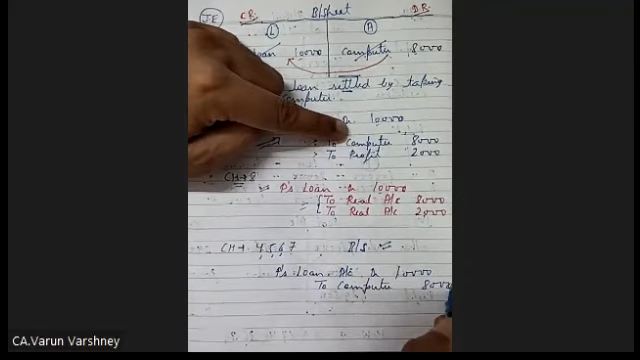 JE CR. B/Sheet DR.
L A
Loan 10000 Computer 8000
Loan settled by taking
Computer.
10000
To Computer 8000
To Profit 2000
CH→8
P's Loan 10000
To Real A/c 8000
To Real A/c 2000
CH→ 4,5,6,7 B/S
P's Loan A/c 10000
To Computer 8000
CA.Varun Varshney